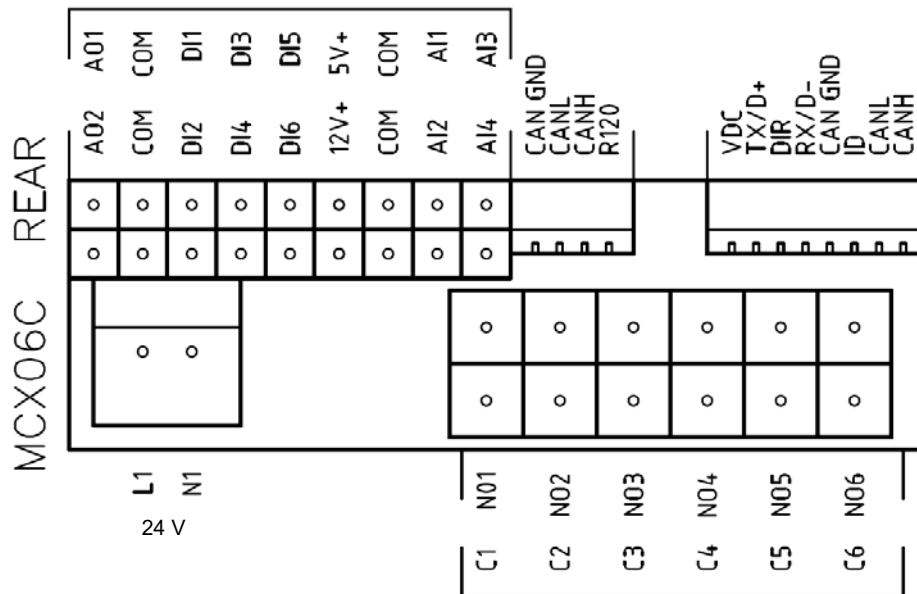 AO1 COM DI1 DI3 DI5 5V+ COM AI1 AI3
AO2 COM DI2 DI4 DI6 12V+ COM AI2 AI4
CAN GND
CANL
CANH
R120
VDC
TX/D+
DIR
RX/D-
CAN GND
ID
CANL
CANH
REAR
MCX06C
L1 N1
24 V
NO1 NO2 NO3 NO4 NO5 NO6
C1 C2 C3 C4 C5 C6